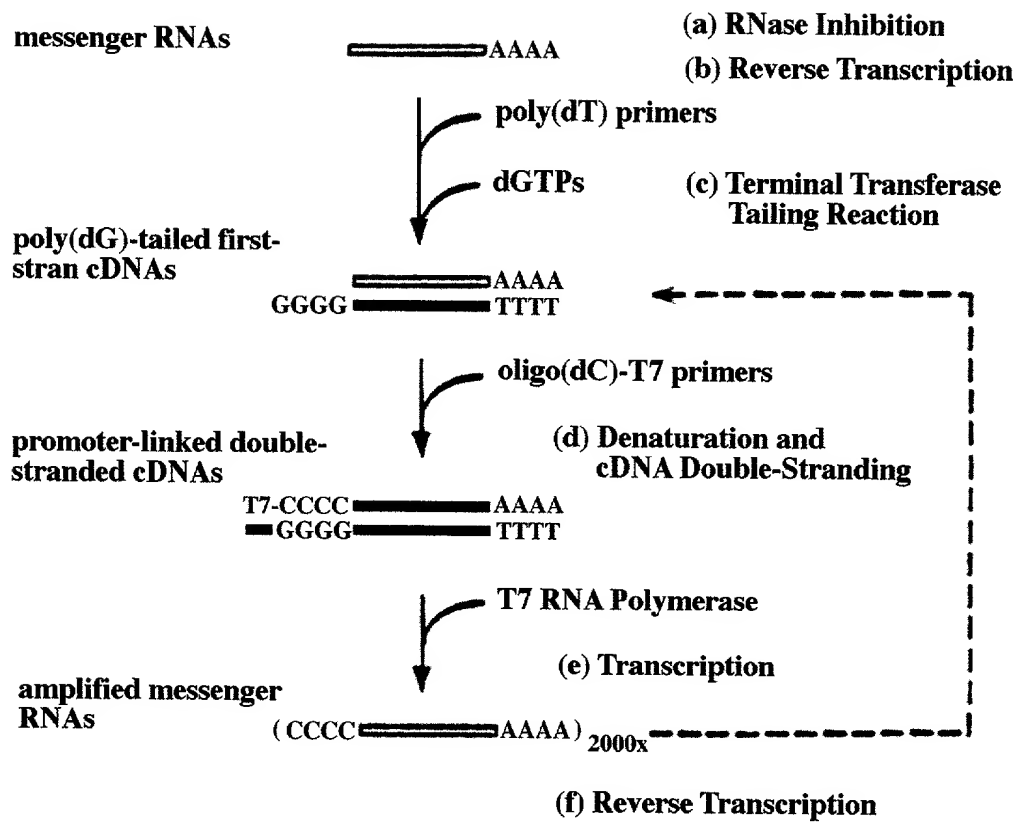 messenger RNAs
AAAA
(a) RNase Inhibition
(b) Reverse Transcription
poly(dT) primers
dGTPs
(c) Terminal Transferase
Tailing Reaction
poly(dG)-tailed first-
stran cDNAs
AAAA
GGGG TTTT
oligo(dC)-T7 primers
promoter-linked double-
stranded cDNAs
(d) Denaturation and
cDNA Double-Stranding
T7-CCCC AAAA
GGGG TTTT
T7 RNA Polymerase
(e) Transcription
amplified messenger
RNAs
(CCCC AAAA) 2000x
(f) Reverse Transcription